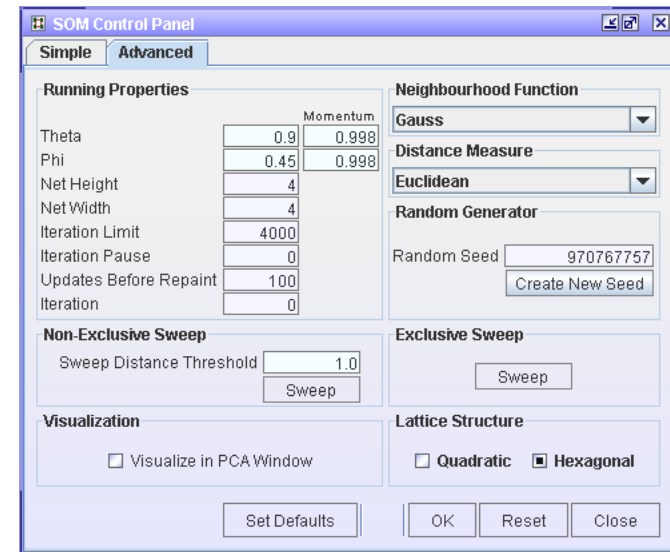 SOM Control Panel
Simple Advanced
Running Properties
Momentum
Theta 0.9 0.998
Phi 0.45 0.998
Net Height 4
Net Width 4
Iteration Limit 4000
Iteration Pause 0
Updates Before Repaint 100
Iteration 0
Neighbourhood Function
Gauss
Distance Measure
Euclidean
Random Generator
Random Seed 970767757
Create New Seed
Non-Exclusive Sweep
Sweep Distance Threshold 1.0
Sweep
Exclusive Sweep
Sweep
Visualization
Visualize in PCA Window
Lattice Structure
Quadratic Hexagonal
Set Defaults OK Reset Close